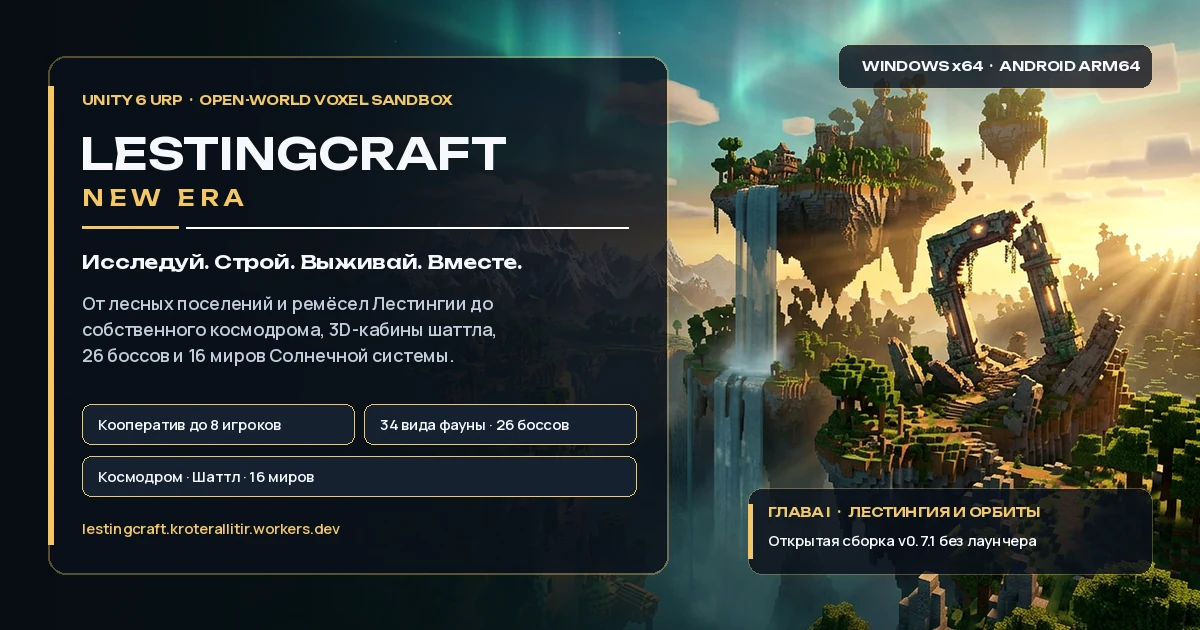 UNITY 6 URP · OPEN-WORLD VOXEL SANDBOX
LESTINGCRAFT
NEW ERA
Исследуй. Строй. Выживай. Вместе.
От лесных поселений и ремёсел Лестингии до
собственного космодрома, 3D-кабины шаттла,
26 боссов и 16 миров Солнечной системы.
Кооператив до 8 игроков
34 вида фауны · 26 боссов
Космодром · Шаттл · 16 миров
lestingcraft.kroterallitir.workers.dev
WINDOWS x64 · ANDROID ARM64
ГЛАВА I · ЛЕСТИНГИЯ И ОРБИТЫ
Открытая сборка v0.7.1 без лаунчера